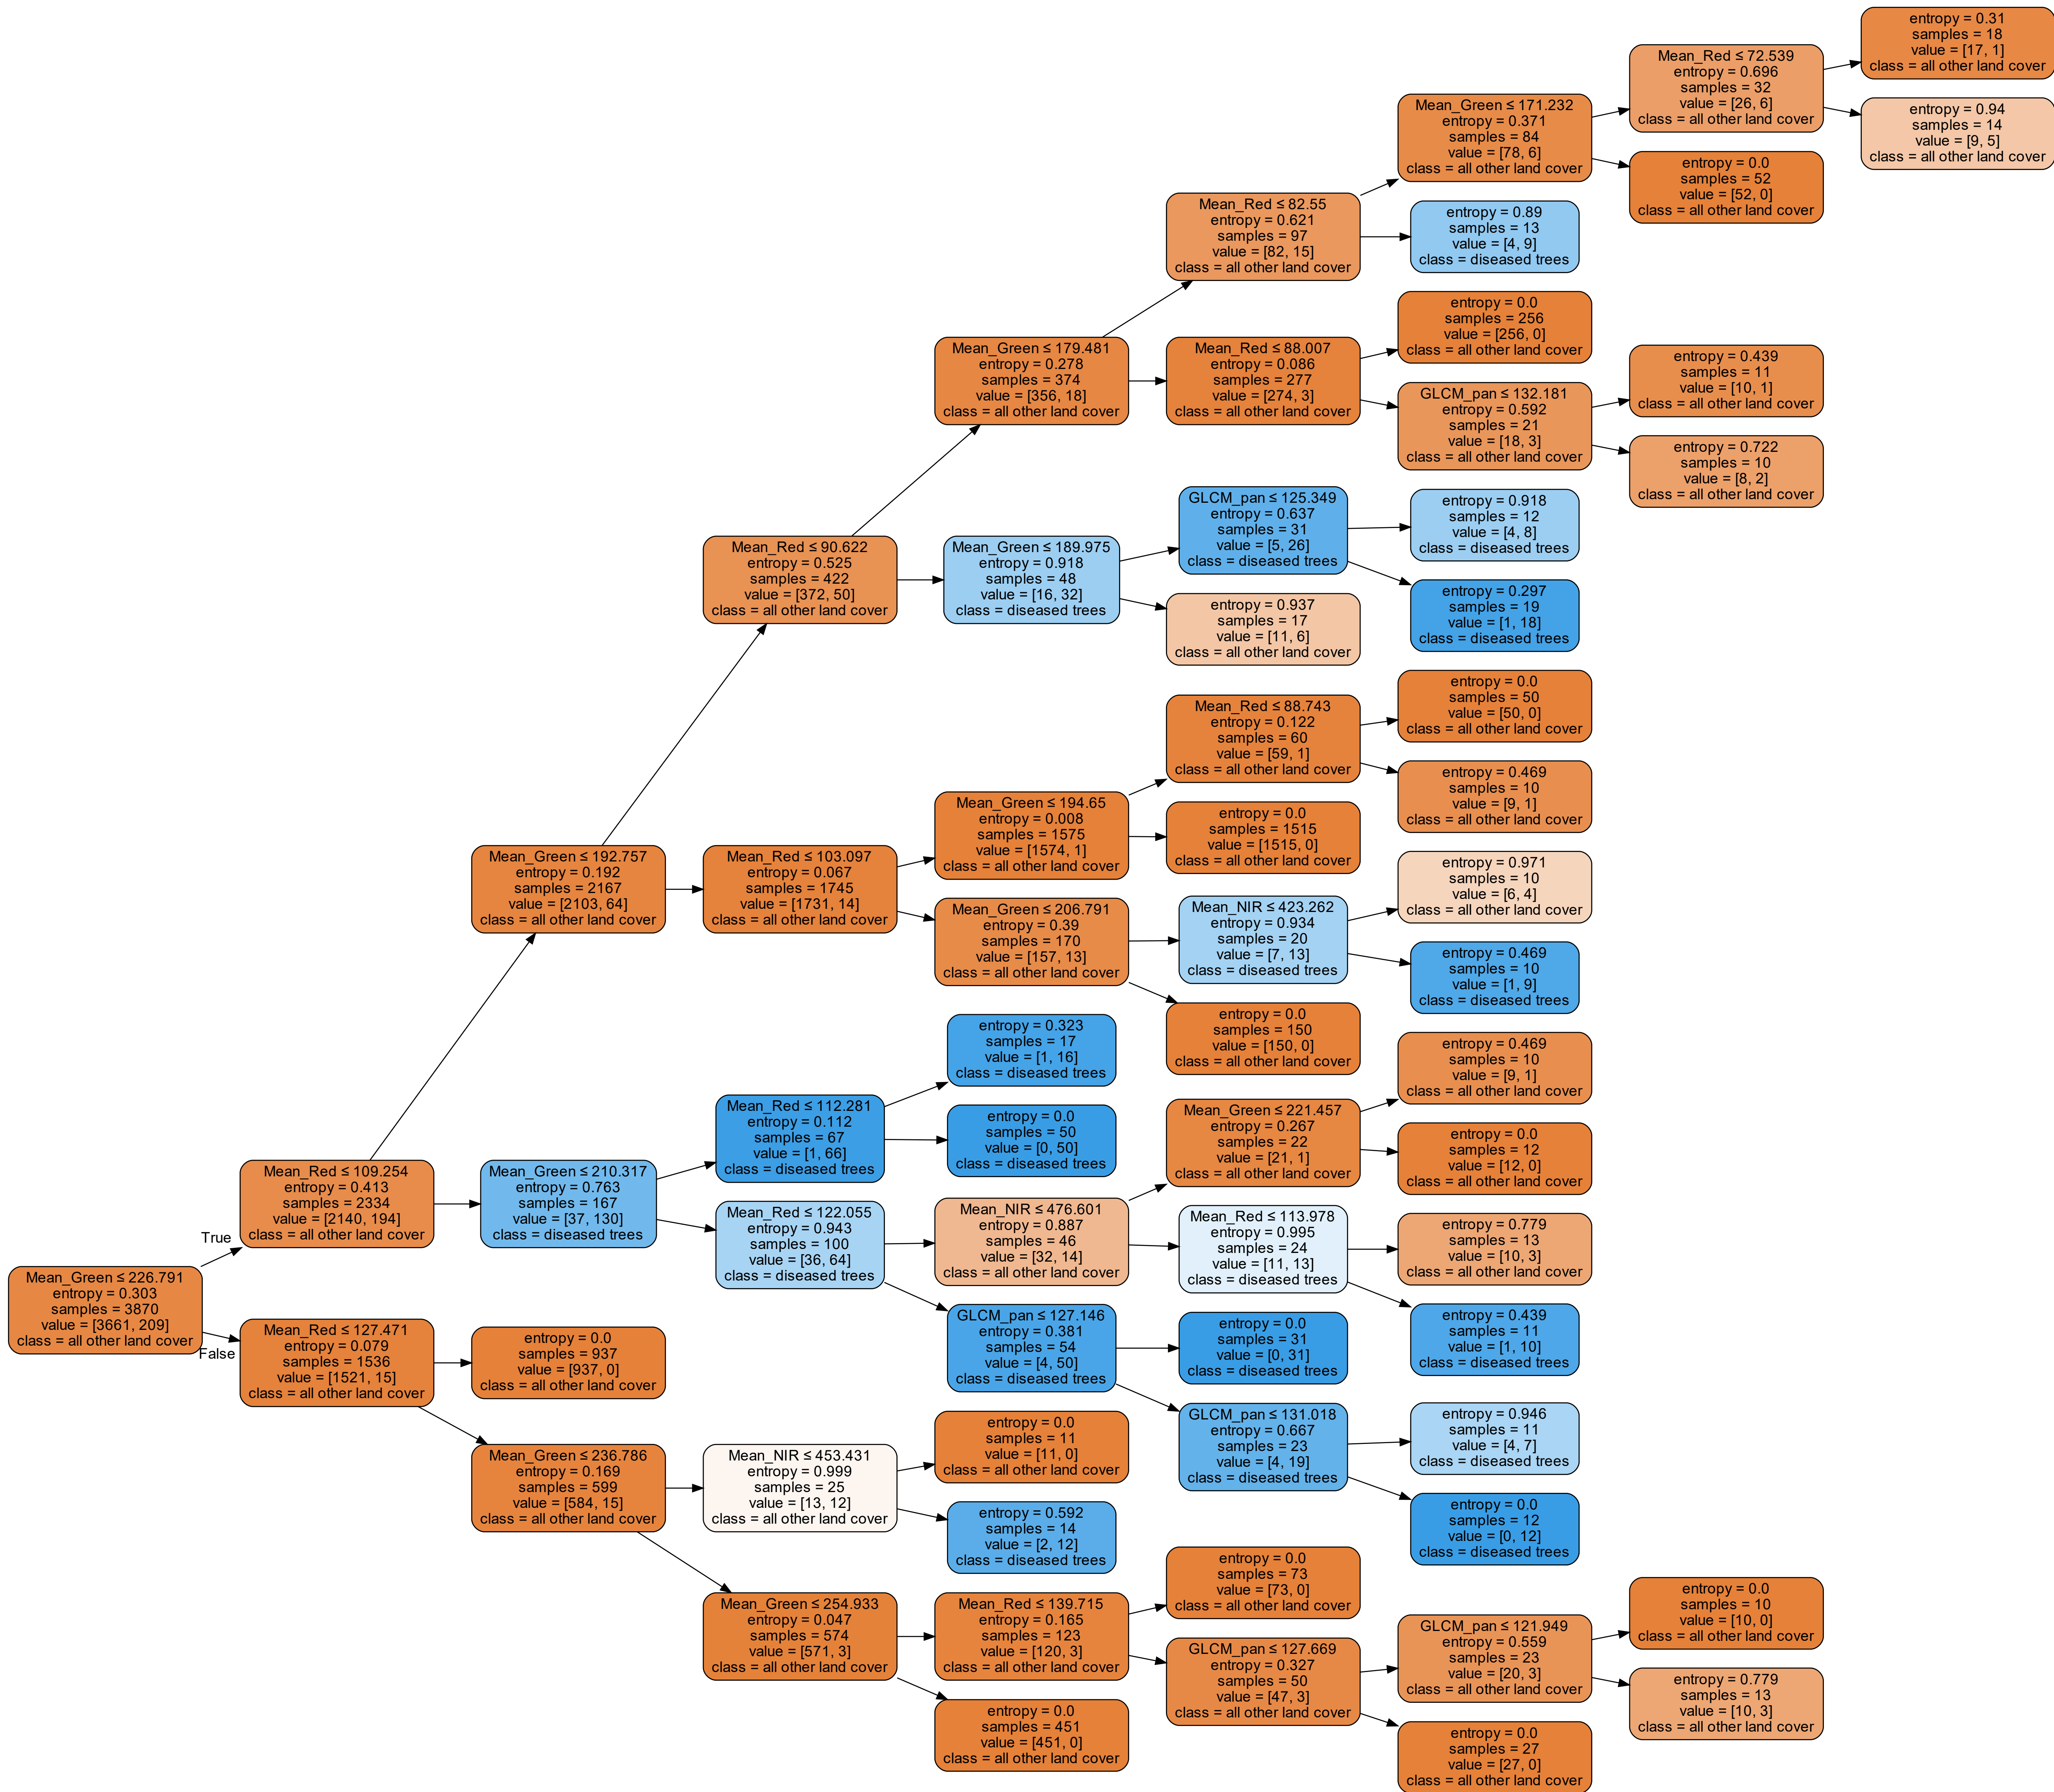 Mean_Green ≤ 226.791
entropy = 0.303
samples = 3870
value = [3661, 209]
class = all other land cover
True
False
Mean_Red ≤ 109.254
entropy = 0.413
samples = 2334
value = [2140, 194]
class = all other land cover
Mean_Red ≤ 127.471
entropy = 0.079
samples = 1536
value = [1521, 15]
class = all other land cover
Mean_Green ≤ 192.757
entropy = 0.192
samples = 2167
value = [2103, 64]
class = all other land cover
Mean_Green ≤ 210.317
entropy = 0.763
samples = 167
value = [37, 130]
class = diseased trees
entropy = 0.0
samples = 937
value = [937, 0]
class = all other land cover
Mean_Green ≤ 236.786
entropy = 0.169
samples = 599
value = [584, 15]
class = all other land cover
Mean_Red ≤ 90.622
entropy = 0.525
samples = 422
value = [372, 50]
class = all other land cover
Mean_Red ≤ 103.097
entropy = 0.067
samples = 1745
value = [1731, 14]
class = all other land cover
Mean_Red ≤ 112.281
entropy = 0.112
samples = 67
value = [1, 66]
class = diseased trees
Mean_Red ≤ 122.055
entropy = 0.943
samples = 100
value = [36, 64]
class = diseased trees
Mean_NIR ≤ 453.431
entropy = 0.999
samples = 25
value = [13, 12]
class = all other land cover
Mean_Green ≤ 254.933
entropy = 0.047
samples = 574
value = [571, 3]
class = all other land cover
Mean_Green ≤ 179.481
entropy = 0.278
samples = 374
value = [356, 18]
class = all other land cover
Mean_Green ≤ 189.975
entropy = 0.918
samples = 48
value = [16, 32]
class = diseased trees
Mean_Green ≤ 194.65
entropy = 0.008
samples = 1575
value = [1574, 1]
class = all other land cover
Mean_Green ≤ 206.791
entropy = 0.39
samples = 170
value = [157, 13]
class = all other land cover
entropy = 0.323
samples = 17
value = [1, 16]
class = diseased trees
entropy = 0.0
samples = 50
value = [0, 50]
class = diseased trees
Mean_NIR ≤ 476.601
entropy = 0.887
samples = 46
value = [32, 14]
class = all other land cover
GLCM_pan ≤ 127.146
entropy = 0.381
samples = 54
value = [4, 50]
class = diseased trees
entropy = 0.0
samples = 11
value = [11, 0]
class = all other land cover
entropy = 0.592
samples = 14
value = [2, 12]
class = diseased trees
Mean_Red ≤ 139.715
entropy = 0.165
samples = 123
value = [120, 3]
class = all other land cover
entropy = 0.0
samples = 451
value = [451, 0]
class = all other land cover
Mean_Red ≤ 82.55
entropy = 0.621
samples = 97
value = [82, 15]
class = all other land cover
Mean_Red ≤ 88.007
entropy = 0.086
samples = 277
value = [274, 3]
class = all other land cover
GLCM_pan ≤ 125.349
entropy = 0.637
samples = 31
value = [5, 26]
class = diseased trees
entropy = 0.937
samples = 17
value = [11, 6]
class = all other land cover
Mean_Red ≤ 88.743
entropy = 0.122
samples = 60
value = [59, 1]
class = all other land cover
entropy = 0.0
samples = 1515
value = [1515, 0]
class = all other land cover
Mean_NIR ≤ 423.262
entropy = 0.934
samples = 20
value = [7, 13]
class = diseased trees
entropy = 0.0
samples = 150
value = [150, 0]
class = all other land cover
Mean_Green ≤ 221.457
entropy = 0.267
samples = 22
value = [21, 1]
class = all other land cover
Mean_Red ≤ 113.978
entropy = 0.995
samples = 24
value = [11, 13]
class = diseased trees
entropy = 0.0
samples = 31
value = [0, 31]
class = diseased trees
GLCM_pan ≤ 131.018
entropy = 0.667
samples = 23
value = [4, 19]
class = diseased trees
entropy = 0.0
samples = 73
value = [73, 0]
class = all other land cover
GLCM_pan ≤ 127.669
entropy = 0.327
samples = 50
value = [47, 3]
class = all other land cover
Mean_Green ≤ 171.232
entropy = 0.371
samples = 84
value = [78, 6]
class = all other land cover
entropy = 0.89
samples = 13
value = [4, 9]
class = diseased trees
entropy = 0.0
samples = 256
value = [256, 0]
class = all other land cover
GLCM_pan ≤ 132.181
entropy = 0.592
samples = 21
value = [18, 3]
class = all other land cover
entropy = 0.918
samples = 12
value = [4, 8]
class = diseased trees
entropy = 0.297
samples = 19
value = [1, 18]
class = diseased trees
entropy = 0.0
samples = 50
value = [50, 0]
class = all other land cover
entropy = 0.469
samples = 10
value = [9, 1]
class = all other land cover
entropy = 0.971
samples = 10
value = [6, 4]
class = all other land cover
entropy = 0.469
samples = 10
value = [1, 9]
class = diseased trees
entropy = 0.469
samples = 10
value = [9, 1]
class = all other land cover
entropy = 0.0
samples = 12
value = [12, 0]
class = all other land cover
entropy = 0.779
samples = 13
value = [10, 3]
class = all other land cover
entropy = 0.439
samples = 11
value = [1, 10]
class = diseased trees
entropy = 0.946
samples = 11
value = [4, 7]
class = diseased trees
entropy = 0.0
samples = 12
value = [0, 12]
class = diseased trees
GLCM_pan ≤ 121.949
entropy = 0.559
samples = 23
value = [20, 3]
class = all other land cover
entropy = 0.0
samples = 27
value = [27, 0]
class = all other land cover
Mean_Red ≤ 72.539
entropy = 0.696
samples = 32
value = [26, 6]
class = all other land cover
entropy = 0.0
samples = 52
value = [52, 0]
class = all other land cover
entropy = 0.439
samples = 11
value = [10, 1]
class = all other land cover
entropy = 0.722
samples = 10
value = [8, 2]
class = all other land cover
entropy = 0.0
samples = 10
value = [10, 0]
class = all other land cover
entropy = 0.779
samples = 13
value = [10, 3]
class = all other land cover
entropy = 0.31
samples = 18
value = [17, 1]
class = all other land cover
entropy = 0.94
samples = 14
value = [9, 5]
class = all other land cover